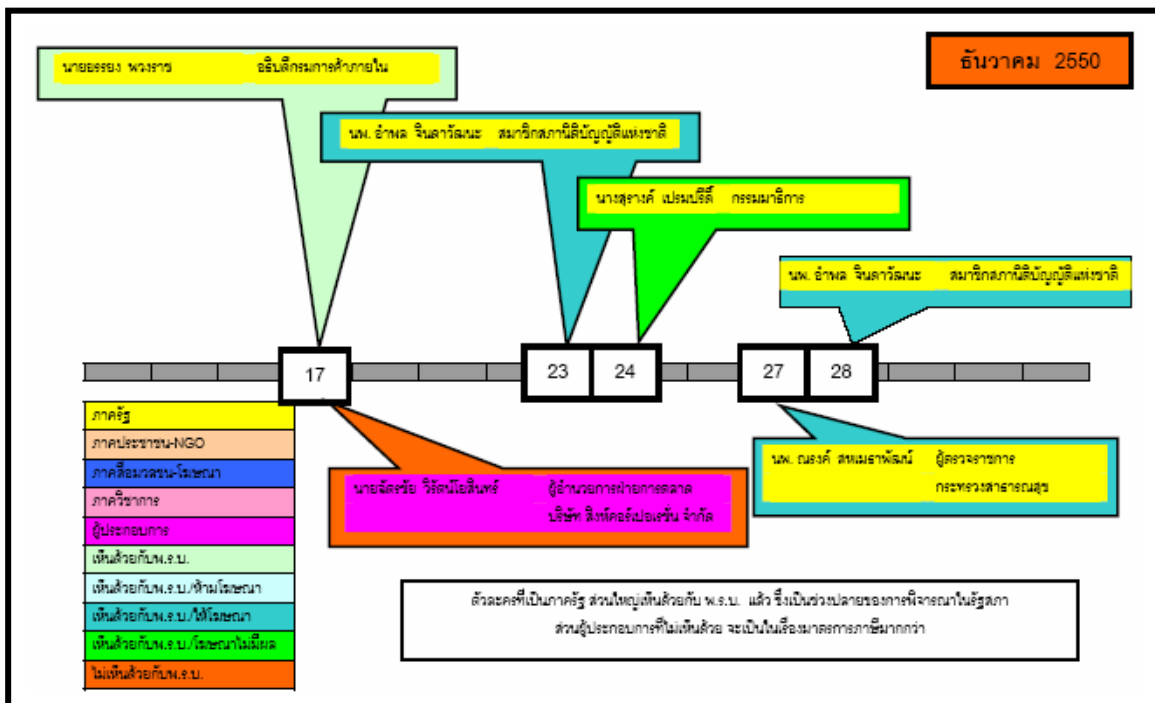 ธันวาคม 2550
นายยรรยง พวงราช อธิบดีกรมการค้าภายใน
นพ. อำพล จินดาวัฒนะ สมาชิกสภานิติบัญญัติแห่งชาติ
นางสุรางค์ เปรมปรีดิ์ กรรมาธิการ
นพ. อำพล จินดาวัฒนะ สมาชิกสภานิติบัญญัติแห่งชาติ
17
23
24
27
28
ภาครัฐ
ภาคประชาชน-NGO
ภาคสื่อมวลชน-โฆษณา
ภาควิชาการ
ผู้ประกอบการ
เห็นด้วยกับพ.ร.บ.
เห็นด้วยกับพ.ร.บ./ห้ามโฆษณา
เห็นด้วยกับพ.ร.บ./ให้โฆษณา
เห็นด้วยกับพ.ร.บ./โฆษณาไม่มีผล
ไม่เห็นด้วยกับพ.ร.บ.
นายฉัตรชัย วิรัตน์โยสินทร์ ผู้อำนวยการฝ่ายการตลาด
บริษัท สิงห์คอร์เปอเรชั่น จำกัด
นพ. ณรงค์ สหเมธาพัฒน์ ผู้ตรวจราชการ
กระทรวงสาธารณสุข
ตัวละครที่เป็นภาครัฐ ส่วนใหญ่เห็นด้วยกับ พ.ร.บ. แล้ว ซึ่งเป็นช่วงปลายของการพิจารณาในรัฐสภา
ส่วนผู้ประกอบการที่ไม่เห็นด้วย จะเป็นในเรื่องมาตรการภาษีมากกว่า